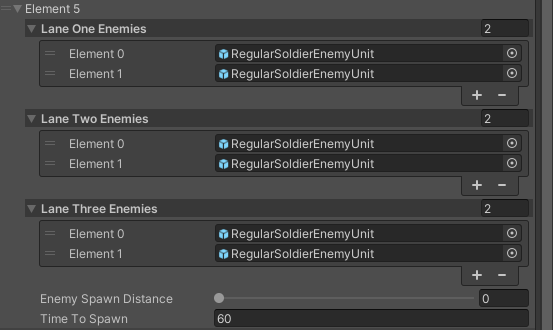 Element 5
Lane One Enemies 2
Element 0 RegularSoldierEnemyUnit
Element 1 RegularSoldierEnemyUnit
+ −
Lane Two Enemies 2
Element 0 RegularSoldierEnemyUnit
Element 1 RegularSoldierEnemyUnit
+ −
Lane Three Enemies 2
Element 0 RegularSoldierEnemyUnit
Element 1 RegularSoldierEnemyUnit
+ −
Enemy Spawn Distance 0
Time To Spawn 60